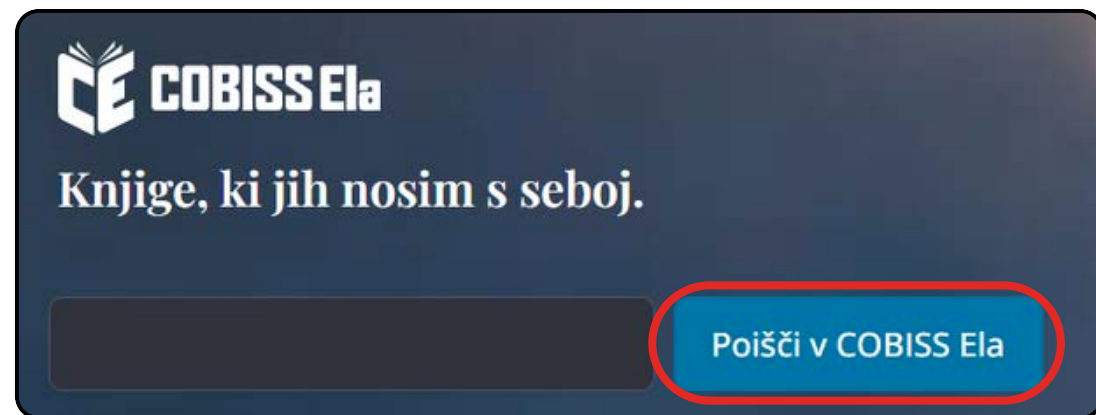 COBISS Ela
Knjige, ki jih nosim s seboj.
Poišči v COBISS Ela